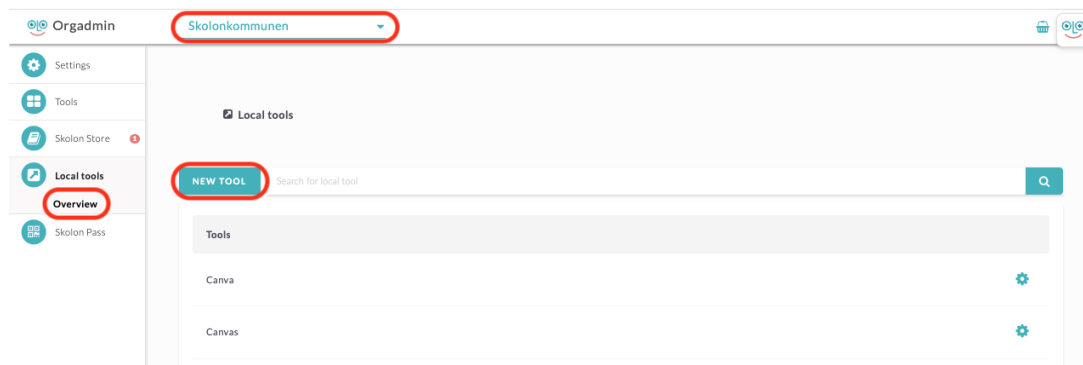 Orgadmin
Skolonkommunen
Settings
Tools
Skolon Store 1
Local tools
Overview
Skolon Pass
Local tools
NEW TOOL
Search for local tool
Tools
Canva
Canvas